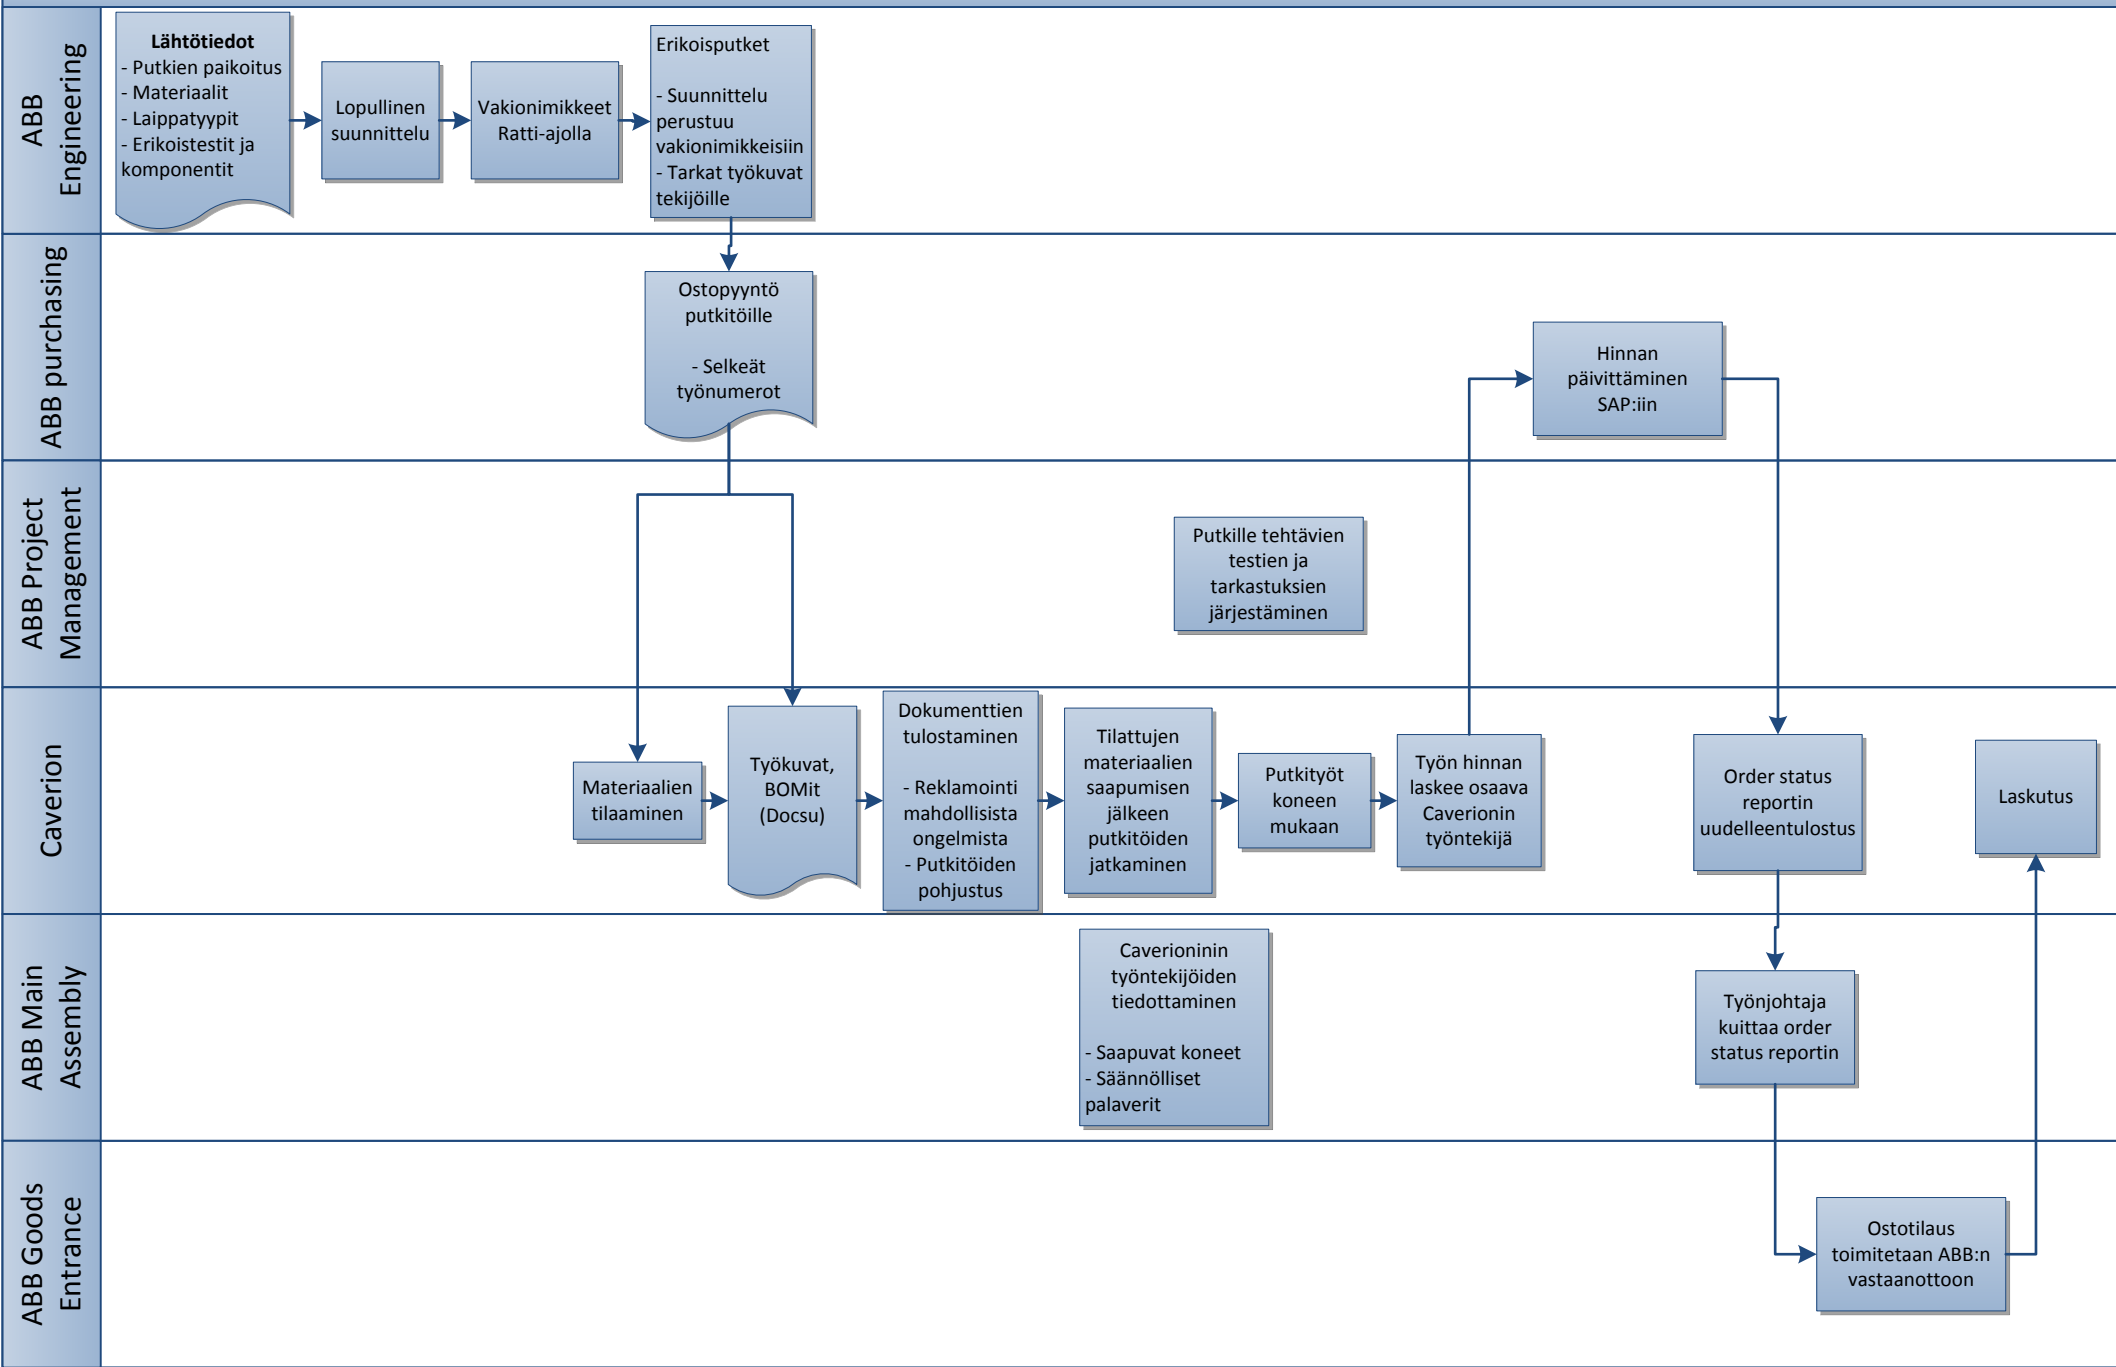 ABB
Engineering
Lähtötiedot
- Putkien paikoitus
- Materiaalit
- Laippatyypit
- Erikoistestit ja
komponentit
Lopullinen
suunnittelu
Vakionimikkeet
Ratti-ajolla
Erikoisputket
- Suunnittelu
perustuu
vakionimikkeisiin
- Tarkat työkuvat
tekijöille
ABB purchasing
Ostopyyntö
putkitöille
- Selkeät
työnumerot
Hinnan
päivittäminen
SAP:iin
ABB Project
Management
Putkille tehtävien
testien ja
tarkastuksien
järjestäminen
Caverion
Materiaalien
tilaaminen
Työkuvat,
BOMit
(Docsu)
Dokumenttien
tulostaminen
- Reklamointi
mahdollisista
ongelmista
- Putkitöiden
pohjustus
Tilattujen
materiaalien
saapumisen
jälkeen
putkitöiden
jatkaminen
Putkityöt
koneen
mukaan
Työn hinnan
laskee osaava
Caverionin
työntekijä
Order status
reportin
uudelleentulostus
Laskutus
ABB Main
Assembly
Caverioninin
työntekijöiden
tiedottaminen
- Saapuvat koneet
- Säännölliset
palaverit
Työnjohtaja
kuittaa order
status reportin
ABB Goods
Entrance
Ostotilaus
toimitetaan ABB:n
vastaanottoon